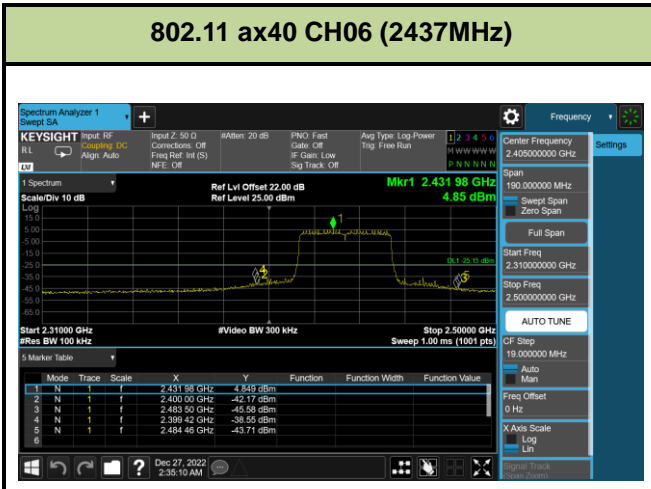 802.11 ax40 CH06 (2437MHz)
Spectrum Analyzer 1
Swept SA
+
Frequency
KEYSIGHT
RL
LXI
Input: RF
Coupling: DC
Align: Auto
Input Z: 50 Ω
Corrections: Off
Freq Ref: Int (S)
NFE: Off
#Atten: 20 dB
PNO: Fast
Gate: Off
IF Gain: Low
Sig Track: Off
Avg Type: Log-Power
Trig: Free Run
1 2 3 4 5 6
M W W W W W
P N N N N N
Center Frequency
2.405000000 GHz
Settings
Span
190.000000 MHz
Swept Span
Zero Span
Full Span
Start Freq
2.310000000 GHz
Stop Freq
2.500000000 GHz
AUTO TUNE
CF Step
19.000000 MHz
Auto
Man
Freq Offset
0 Hz
X Axis Scale
Log
Lin
Signal Track
(Span Zoom)
1 Spectrum
Scale/Div 10 dB
Ref Lvl Offset 22.00 dB
Ref Level 25.00 dBm
Mkr1 2.431 98 GHz
4.85 dBm
Log
15.0
5.00
-5.00
-15.0
-25.0
-35.0
-45.0
-55.0
-65.0
1
DL1 -25.15 dBm
Start 2.31000 GHz
#Res BW 100 kHz
#Video BW 300 kHz
Stop 2.50000 GHz
Sweep 1.00 ms (1001 pts)
5 Marker Table
Mode Trace Scale X Y Function Function Width Function Value
1 N 1 f 2.431 98 GHz 4.849 dBm
2 N 1 f 2.400 00 GHz -42.17 dBm
3 N 1 f 2.483 50 GHz -45.58 dBm
4 N 1 f 2.399 42 GHz -38.55 dBm
5 N 1 f 2.484 46 GHz -43.71 dBm
6
?
Dec 27, 2022
2:35:10 AM